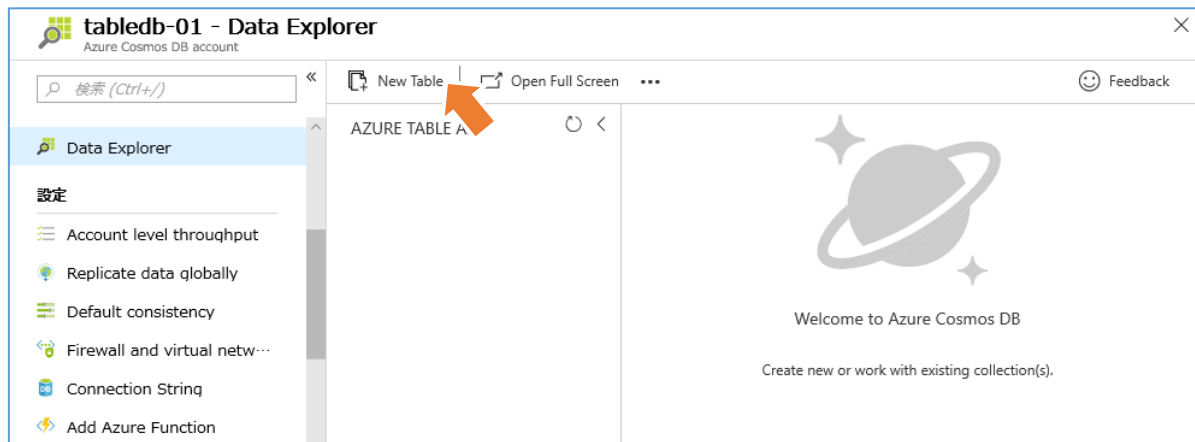 tabledb-01 - Data Explorer
Azure Cosmos DB account
検索 (Ctrl+/)
«
New Table
Open Full Screen
•••
Feedback
Data Explorer
AZURE TABLE A
設定
Account level throughput
Replicate data globally
Default consistency
Firewall and virtual netw…
Connection String
Add Azure Function
Welcome to Azure Cosmos DB
Create new or work with existing collection(s).